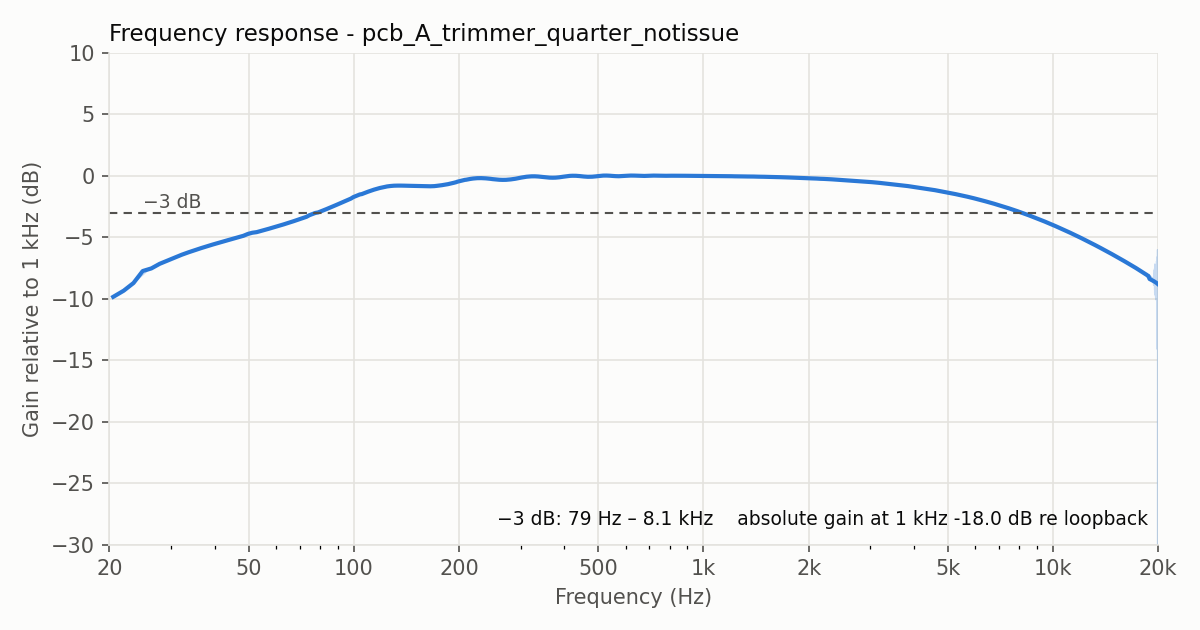 Frequency response - pcb_A_trimmer_quarter_notissue
Gain relative to 1 kHz (dB)
10
5
0
−5
−10
−15
−20
−25
−30
−3 dB
−3 dB: 79 Hz – 8.1 kHz    absolute gain at 1 kHz -18.0 dB re loopback
20 50 100 200 500 1k 2k 5k 10k 20k
Frequency (Hz)